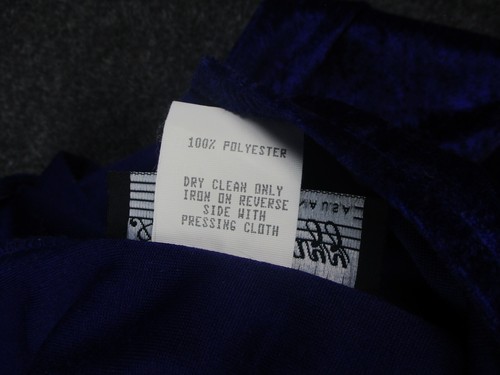 100% POLYESTER
DRY CLEAN ONLY
IRON ON REVERSE
SIDE WITH
PRESSING CLOTH